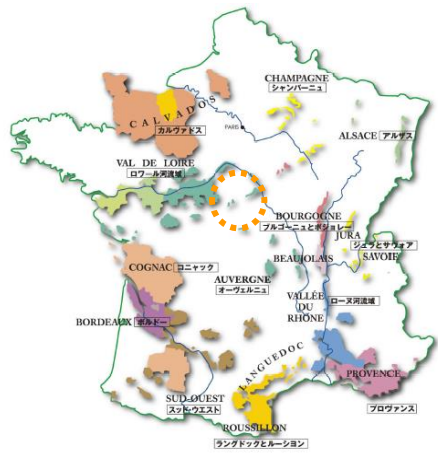 CHAMPAGNE
シャンパーニュ
CALVADOS
カルヴァドス
PARIS
ALSACE アルザス
VAL DE LOIRE
ロワール河流域
BOURGOGNE
ブルゴーニュとボジョレー
JURA
ジュラとサヴォア
SAVOIE
BEAUJOLAIS
COGNAC コニャック
AUVERGNE
オーヴェルニュ
VALLÉE
DU
RHÔNE
ローヌ河流域
BORDEAUX ボルドー
LANGUEDOC
PROVENCE
プロヴァンス
SUD-OUEST
スッド・ウエスト
ROUSSILLON
ラングドックとルーション